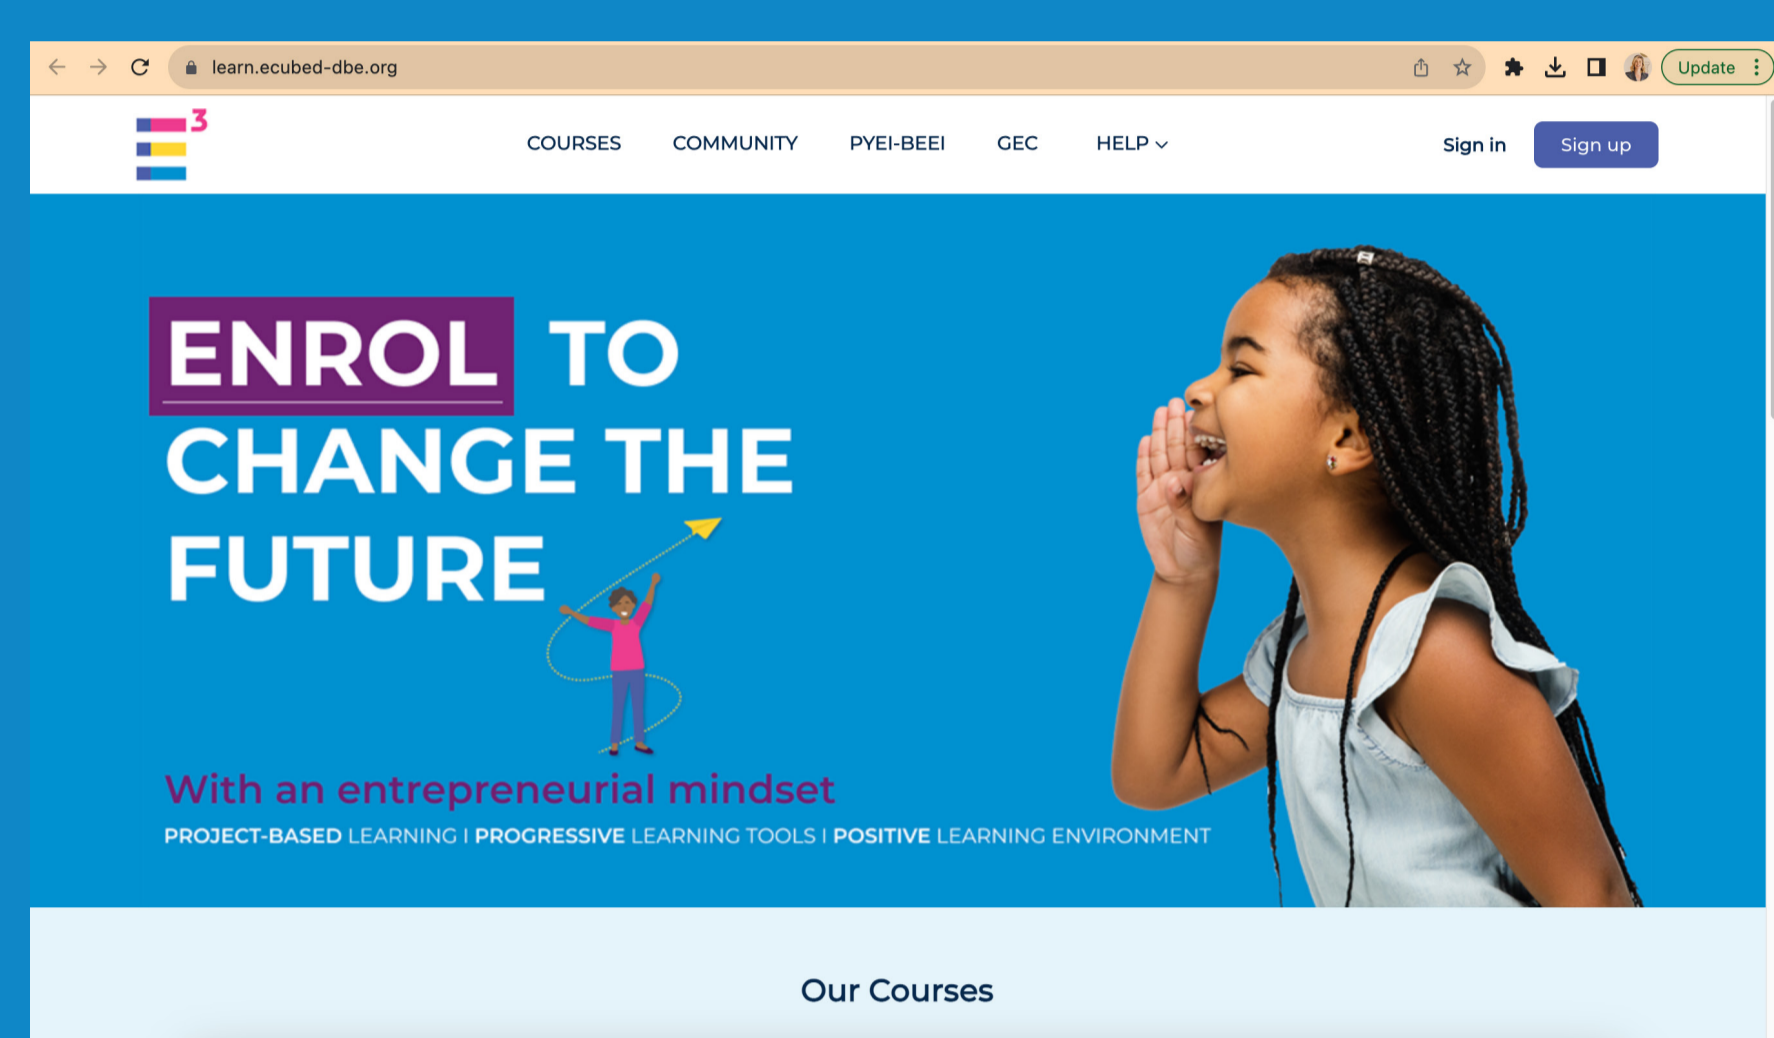 learn.ecubed-dbe.org
Update
3
COURSES COMMUNITY PYEI-BEEI GEC HELP
Sign in Sign up
ENROL TO
CHANGE THE
FUTURE
With an entrepreneurial mindset
PROJECT-BASED LEARNING I PROGRESSIVE LEARNING TOOLS I POSITIVE LEARNING ENVIRONMENT
Our Courses